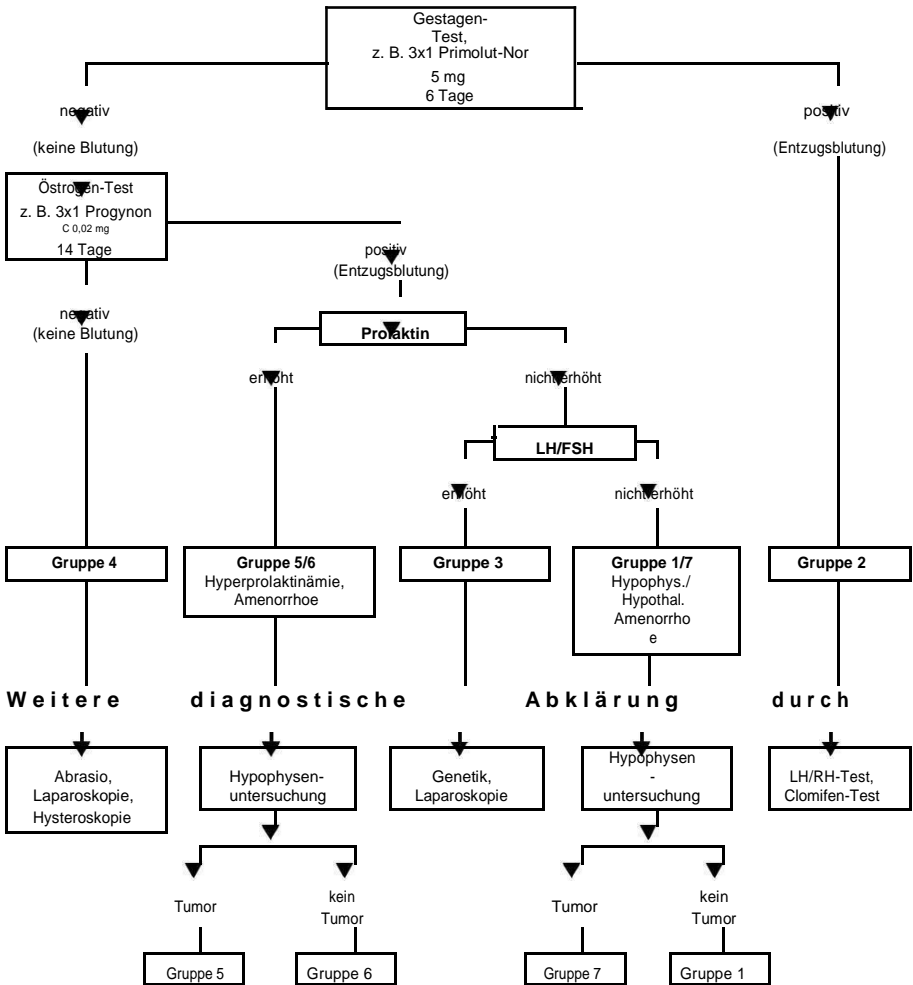 Gestagen-
Test,
z. B. 3x1 Primolut-Nor
5 mg
6 Tage
negativ
(keine Blutung)
positiv
(Entzugsblutung)
Östrogen-Test
z. B. 3x1 Progynon
C 0,02 mg
14 Tage
positiv
(Entzugsblutung)
negativ
(keine Blutung)
Prolaktin
erhöht
nicht erhöht
LH/FSH
erhöht
nicht erhöht
Gruppe 4
Gruppe 5/6
Hyperprolaktinämie,
Amenorrhoe
Gruppe 3
Gruppe 1/7
Hypophys./
Hypothal.
Amenorrho
e
Gruppe 2
Weitere diagnostische Abklärung durch
Abrasio,
Laparoskopie,
Hysteroskopie
Hypophysen-
untersuchung
Genetik,
Laparoskopie
Hypophysen
-
untersuchung
LH/RH-Test,
Clomifen-Test
Tumor
kein
Tumor
Tumor
kein
Tumor
Gruppe 5
Gruppe 6
Gruppe 7
Gruppe 1